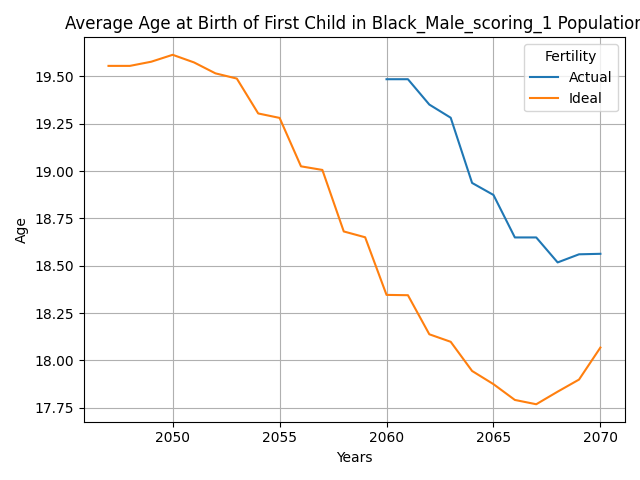 Average Age at Birth of First Child in Black_Male_scoring_1 Population
Fertility
Actual
Ideal
19.50
19.25
19.00
18.75
18.50
18.25
18.00
17.75
Age
2050 2055 2060 2065 2070
Years